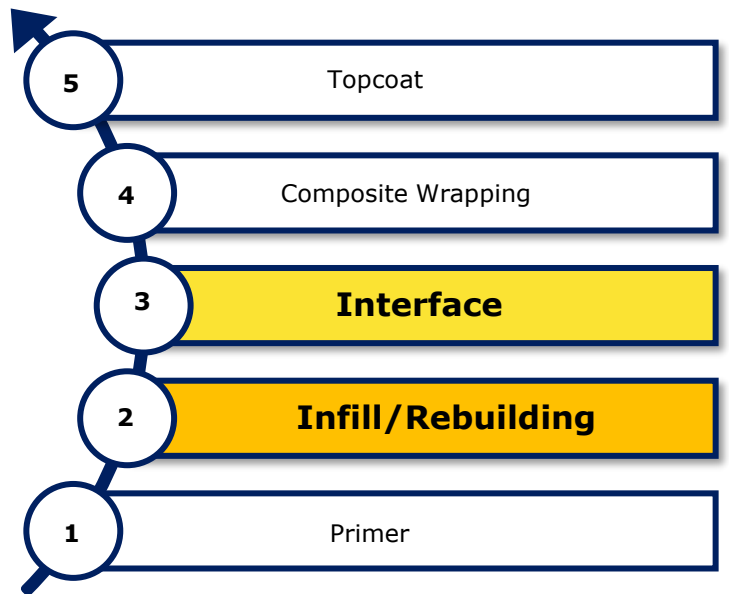 5 Topcoat
4 Composite Wrapping
3 Interface
2 Infill/Rebuilding
1 Primer